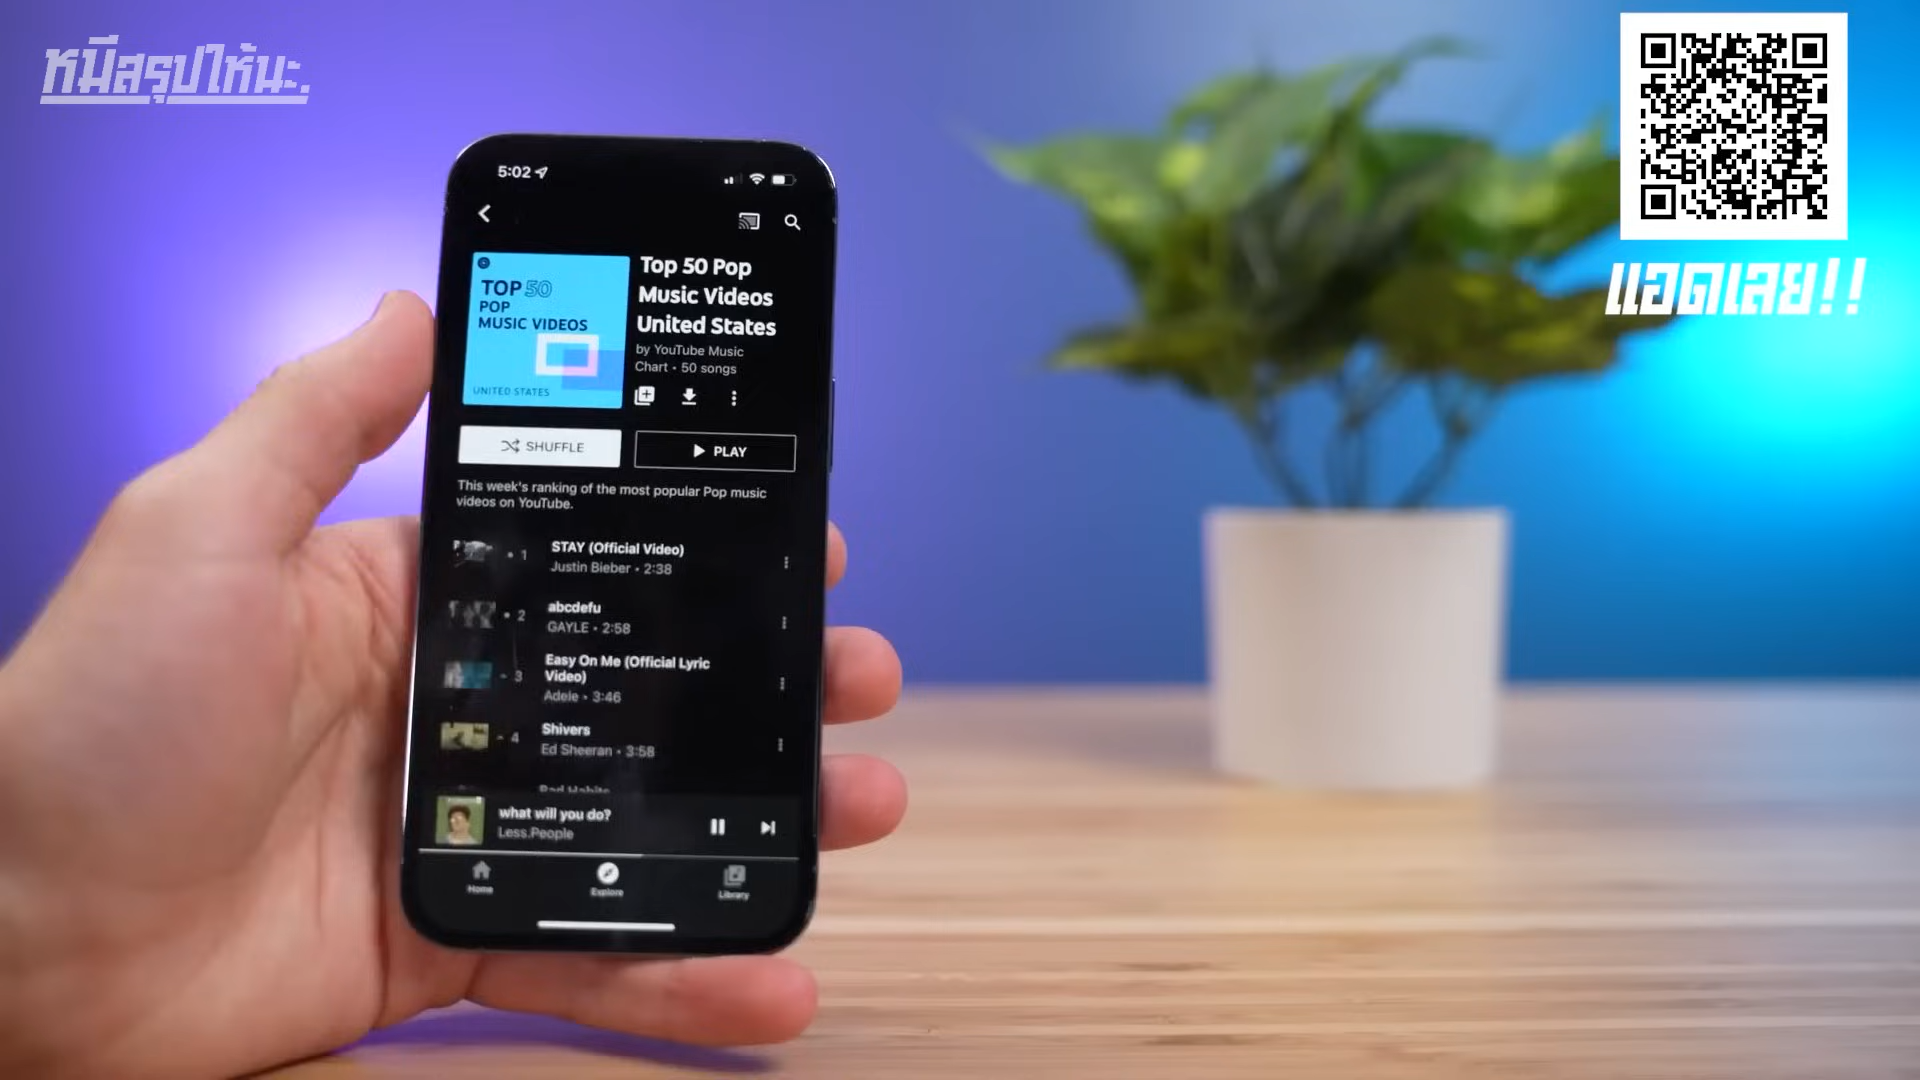 หมีสรุปให้นะ.
แอดเลย!!
5:02
Top 50 Pop
Music Videos
United States
by YouTube Music
Chart • 50 songs
TOP 50
POP
MUSIC VIDEOS
UNITED STATES
SHUFFLE
PLAY
This week's ranking of the most popular Pop music
videos on YouTube.
1
STAY (Official Video)
Justin Bieber • 2:38
2
abcdefu
GAYLE • 2:58
3
Easy On Me (Official Lyric
Video)
Adele • 3:46
4
Shivers
Ed Sheeran • 3:58
Bad Habits
what will you do?
Less.People
Home
Explore
Library